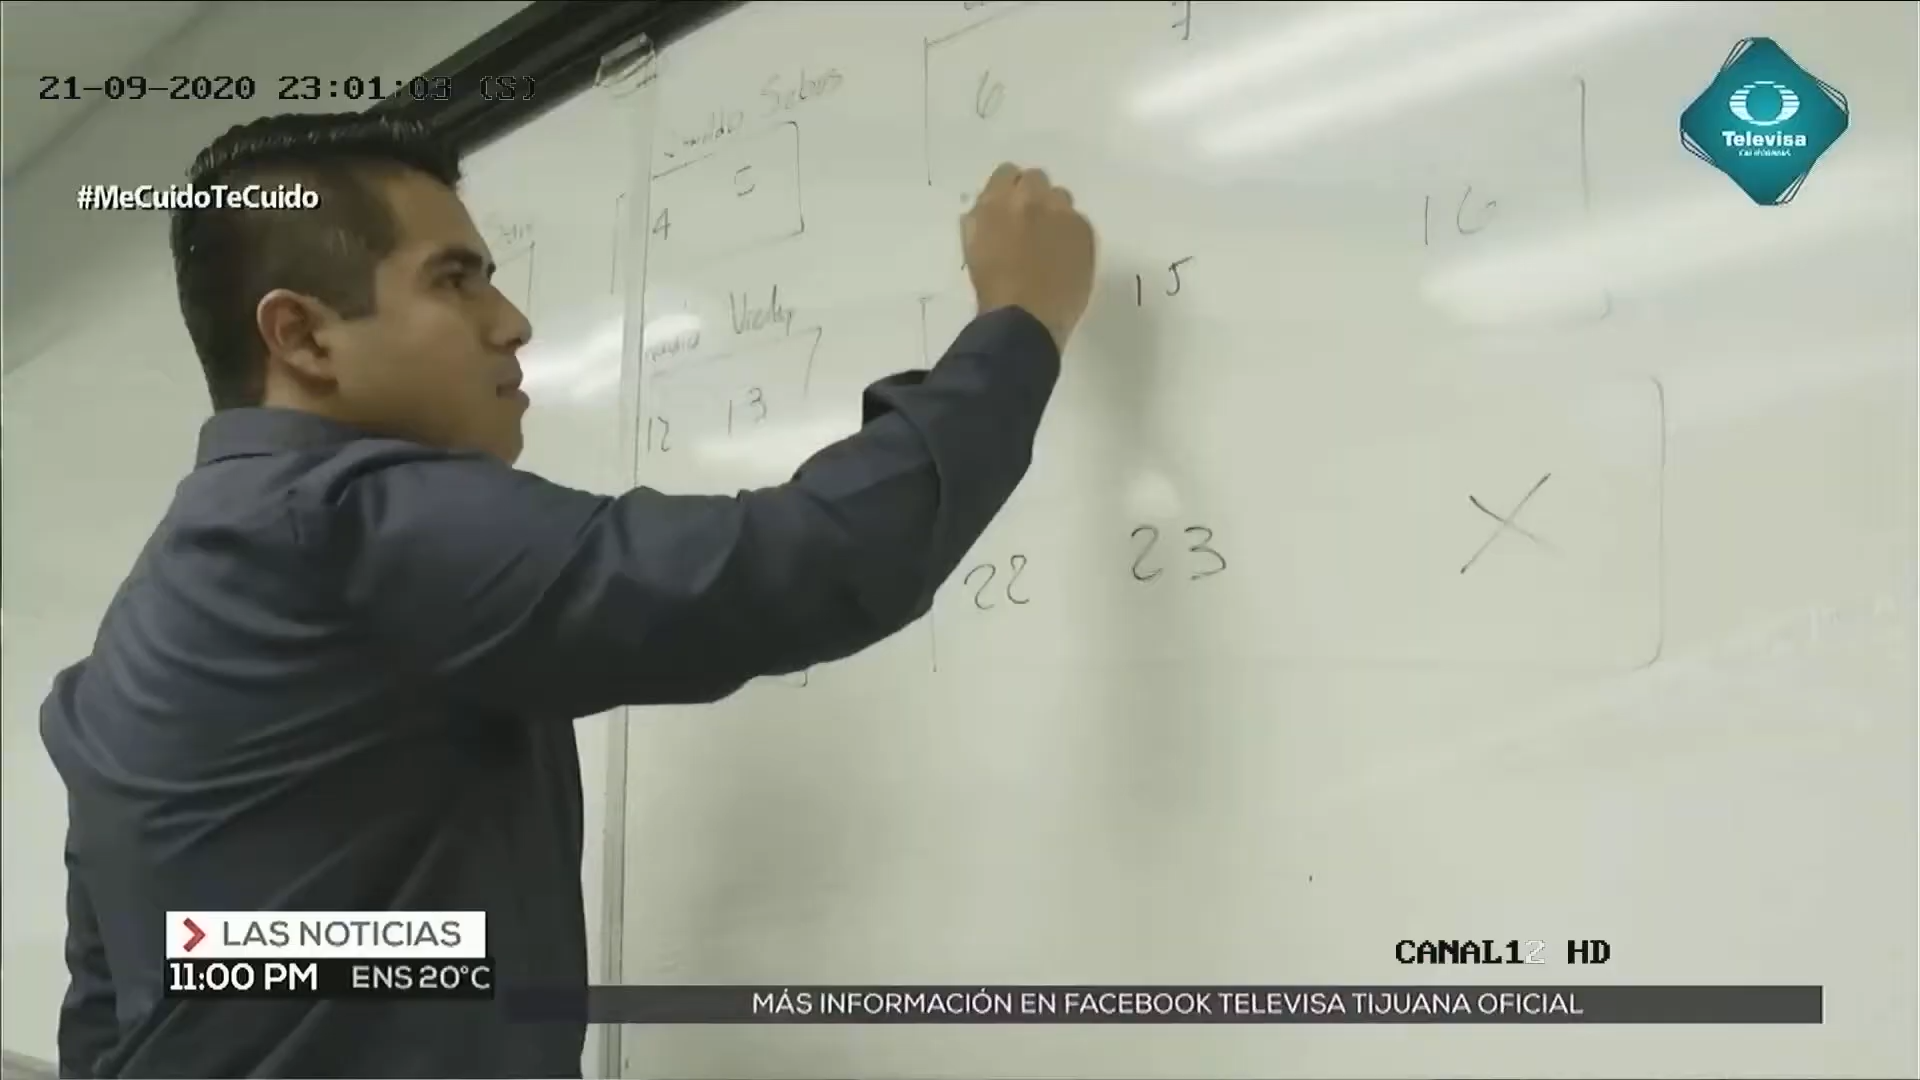 21-09-2020 23:01:03 (S)
#MeCuidoTeCuido
Televisa
CALIFORNIAS
6
5
4
16
15
12 13
22 23 X
LAS NOTICIAS
11:00 PM ENS 20°C
CANAL12 HD
MÁS INFORMACIÓN EN FACEBOOK TELEVISA TIJUANA OFICIAL